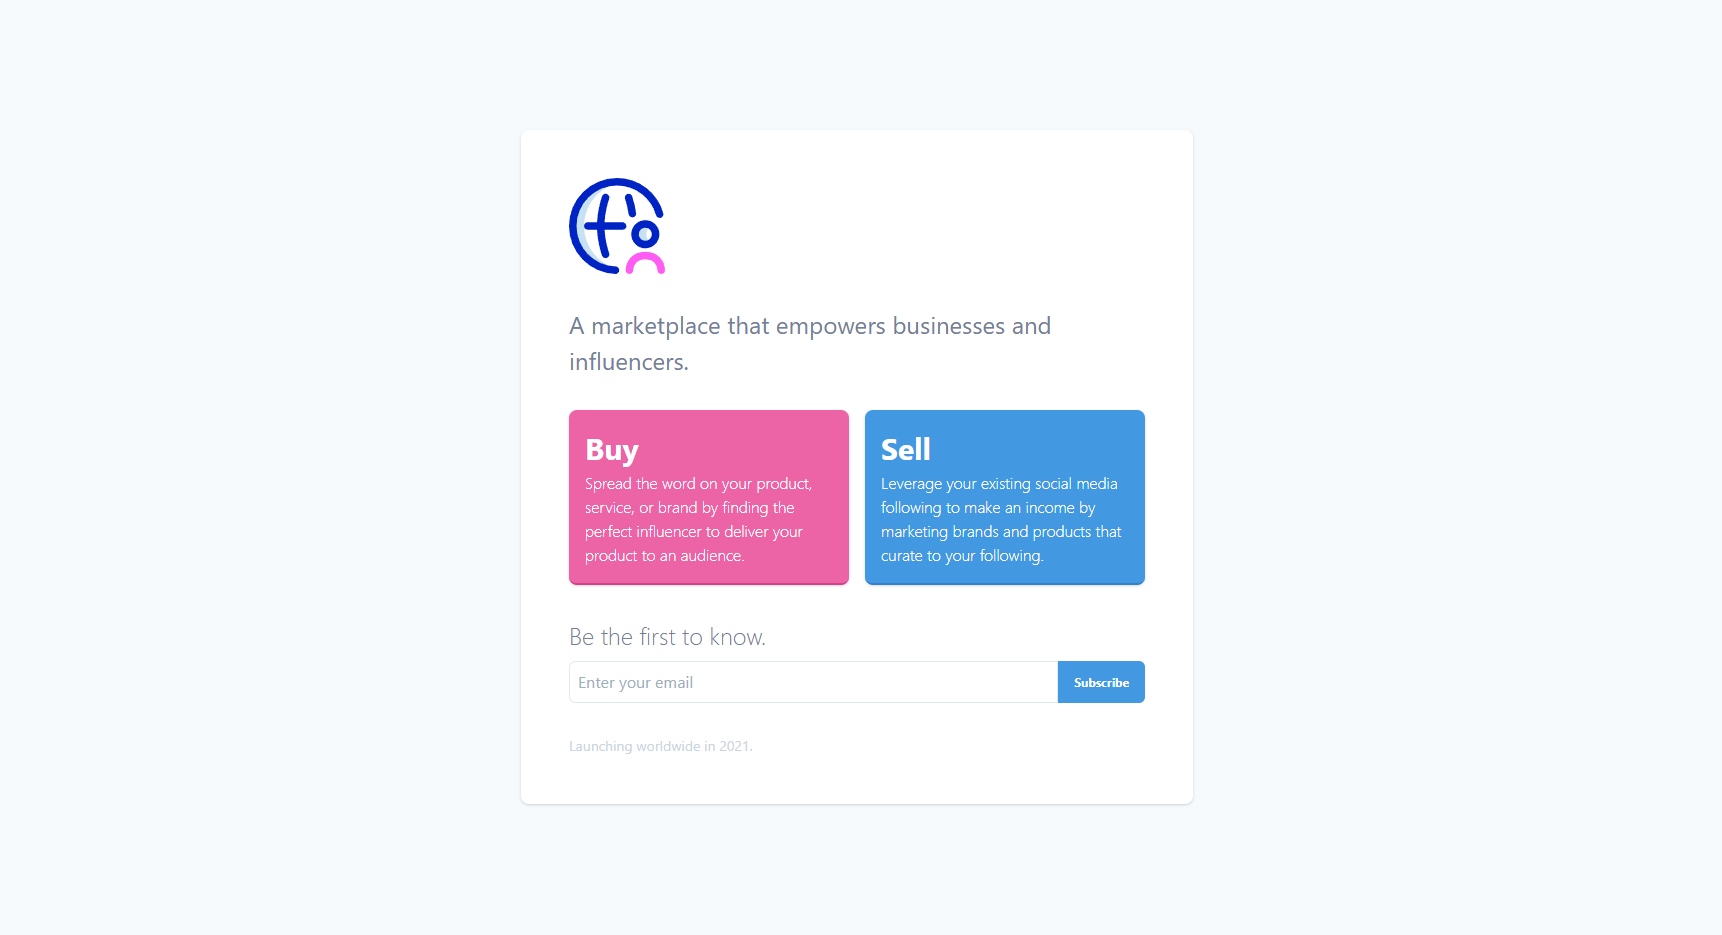 A marketplace that empowers businesses and
influencers.
Buy
Spread the word on your product,
service, or brand by finding the
perfect influencer to deliver your
product to an audience.
Sell
Leverage your existing social media
following to make an income by
marketing brands and products that
curate to your following.
Be the first to know.
Enter your email
Subscribe
Launching worldwide in 2021.